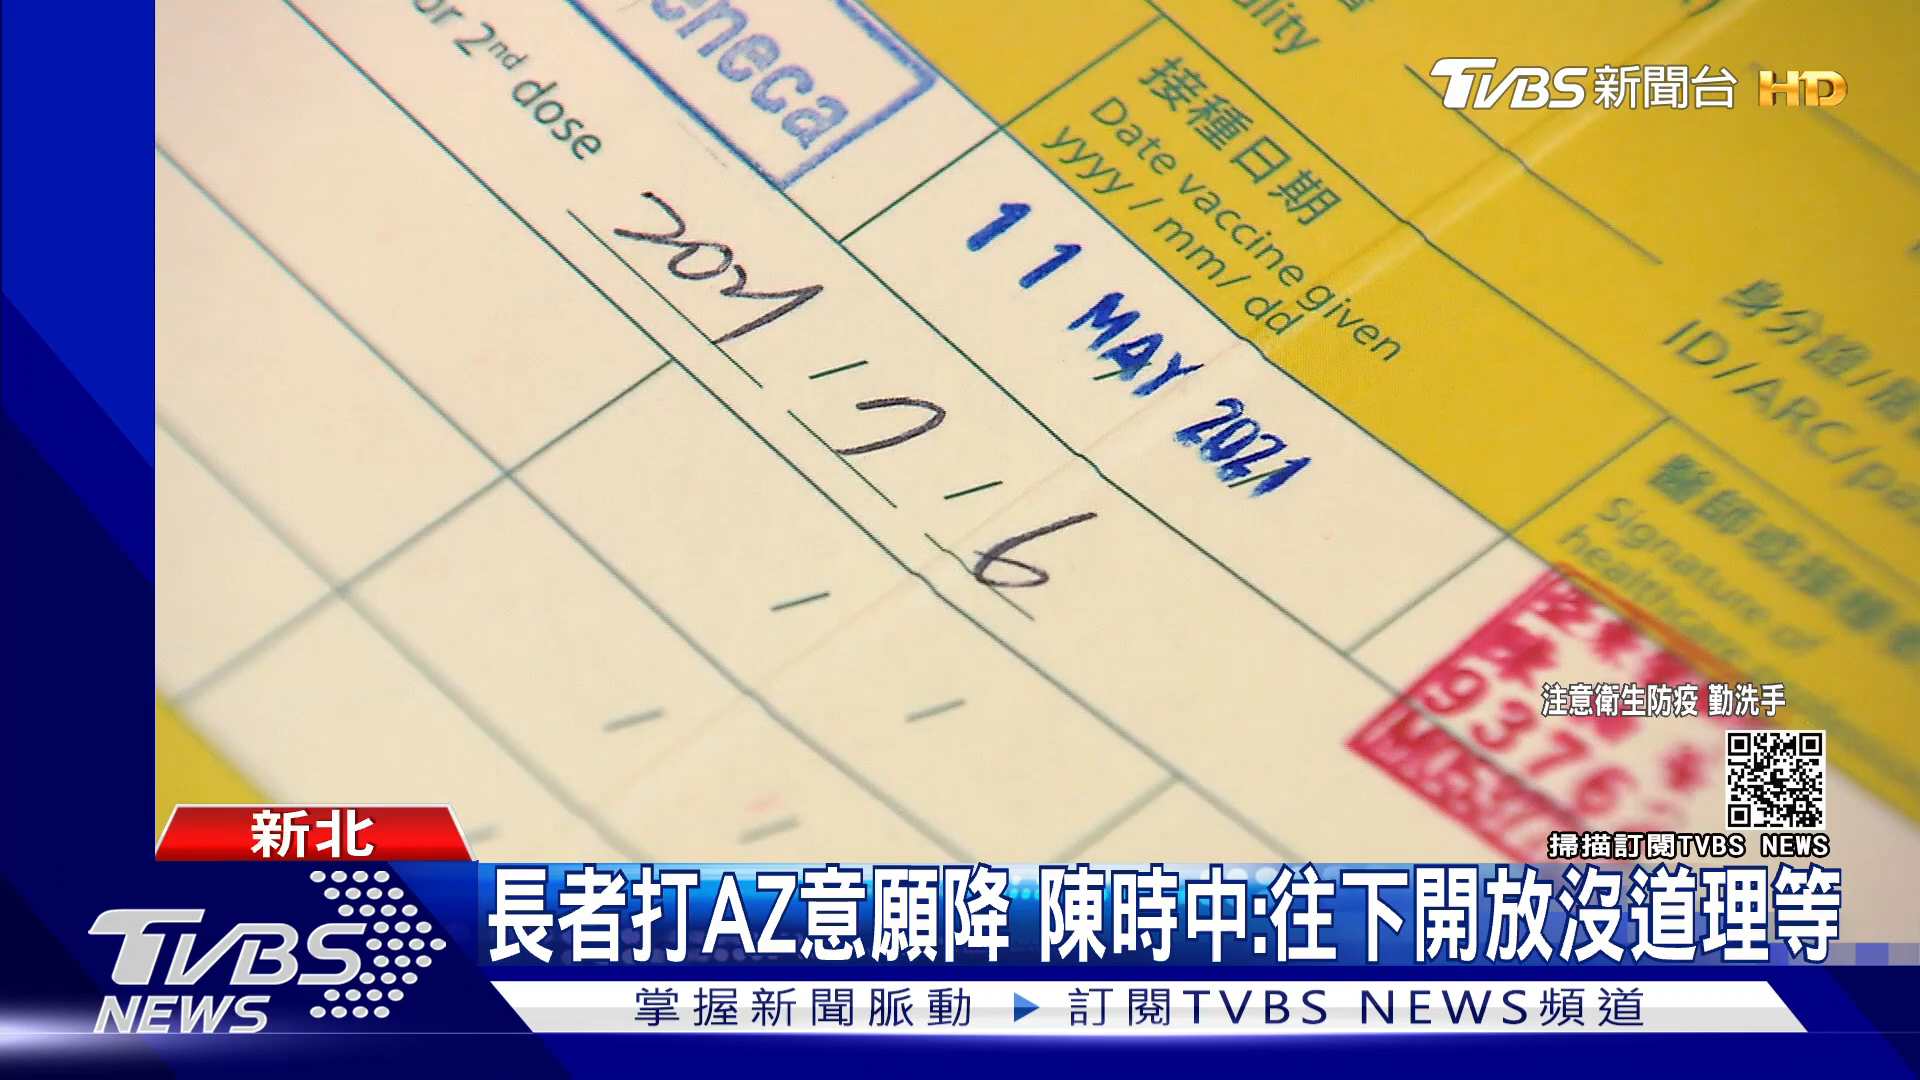 TVBS新聞台 HD
or 2nd dose
eneca
ality
接種日期
Date vaccine given
yyyy / mm/ dd
11 MAY 2021
2021 / 7 / 6
身分證/居
ID/ARC/pa
醫師或接種者
Signature of
healthcare
9376
注意衛生防疫 勤洗手
掃描訂閱TVBS NEWS
新北
長者打AZ意願降 陳時中:往下開放沒道理等
TVBS NEWS
掌握新聞脈動 ▶ 訂閱TVBS NEWS頻道